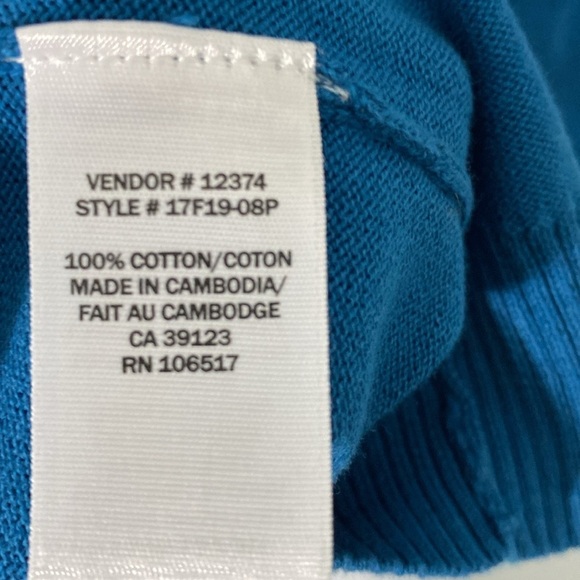 VENDOR # 12374
STYLE # 17F19-08P
100% COTTON/COTON
MADE IN CAMBODIA/
FAIT AU CAMBODGE
CA 39123
RN 106517